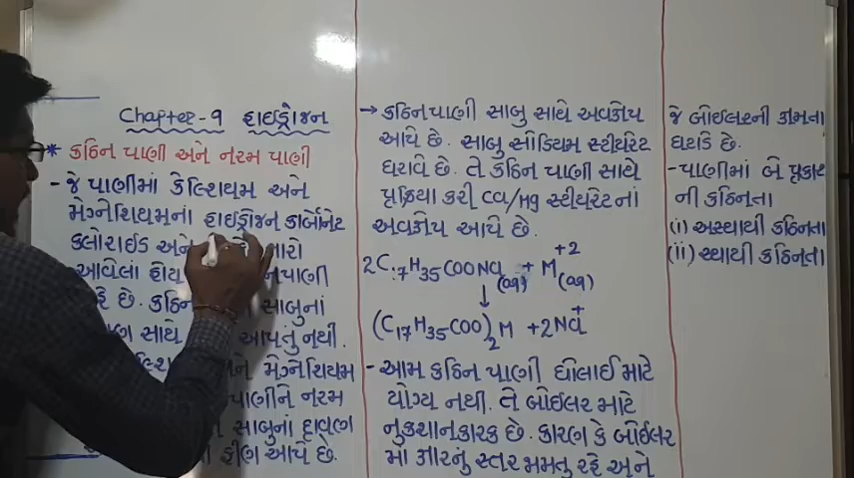 Chapter-9 હાઇડ્રોજન
* કઠિન પાણી અને નરમ પાણી
- જે પાણીમાં કેલ્શિયમ અને
મેગ્નેશિયમનાં હાઇડ્રોજન કાર્બોનેટ
ક્લોરાઇડ અને ક્ષારો
આવેલાં હોય પાણી
છે. કઠિન સાબુનાં
સાથે આપતું નથી.
મેગ્નેશિયમ
પાણીને નરમ
સાબુનાં દ્રાવણ
ફીણ આપે છે.
→ કઠિનપાણી સાબુ સાથે અવક્ષેપ
આપે છે. સાબુ સોડિયમ સ્ટીયરેટ
ધરાવે છે. તે કઠિન પાણી સાથે
પ્રક્રિયા કરી Ca/Mg સ્ટીયરેટનાં
અવક્ષેપ આપે છે.
2C17H35COONa(aq) + M+2(aq)
↓
(C17H35COO)2M + 2Na+
- આમ કઠિન પાણી ધોલાઈ માટે
યોગ્ય નથી. તે બોઈલર માટે
નુકશાનકારક છે. કારણ કે બોઈલર
માં ક્ષારનું સ્તર જમતુ રહે અને
જે બોઈલરની ક્ષમતા
ઘટાડે છે.
- પાણીમાં બે પ્રકાર
ની કઠિનતા
(i) અસ્થાયી કઠિનતા
(ii) સ્થાયી કઠિનતા